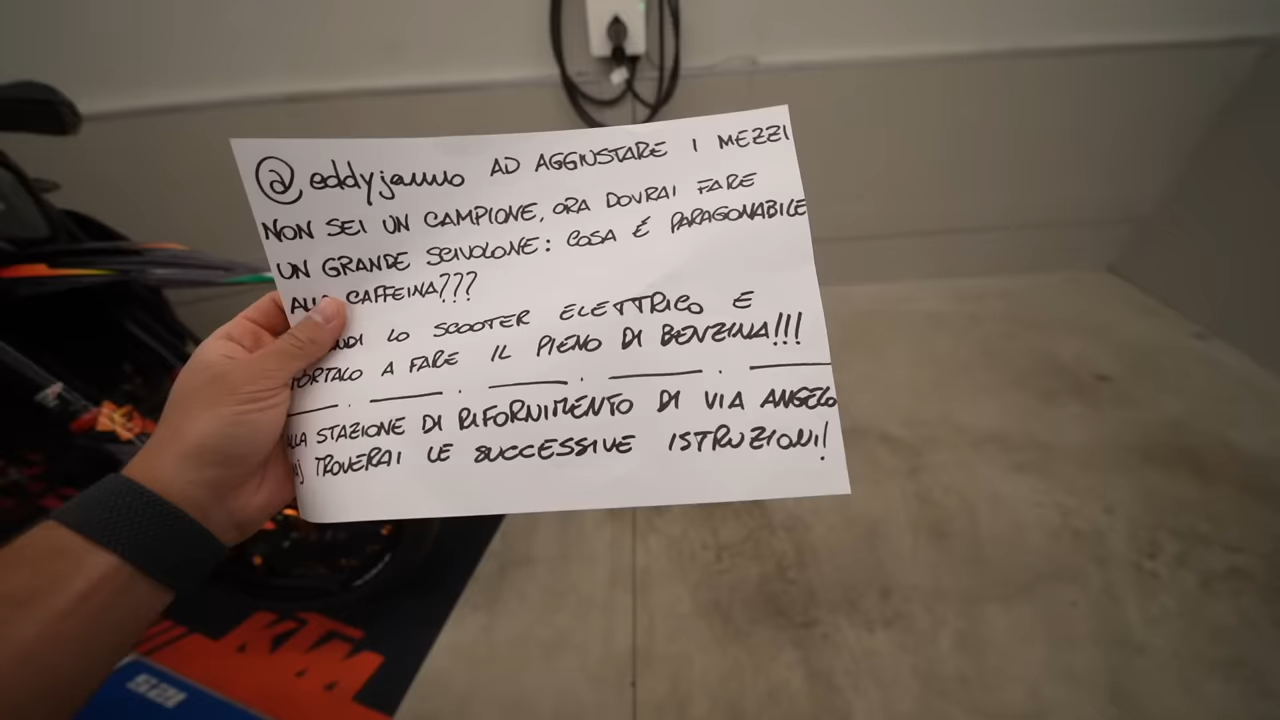 @eddyjanno AD AGGIUSTARE I MEZZI
NON SEI UN CAMPIONE, ORA DOVRAI FARE
UN GRANDE SCIVOLONE: COSA É PARAGONABILE
CAFFEINA???
LO SCOOTER ELETTRICO E
PORTALO A FARE IL PIENO DI BENZINA!!!
STAZIONE DI RIFORNIMENTO DI VIA ANGELO
TROVERAI LE SUCCESSIVE ISTRUZIONI!
KTM